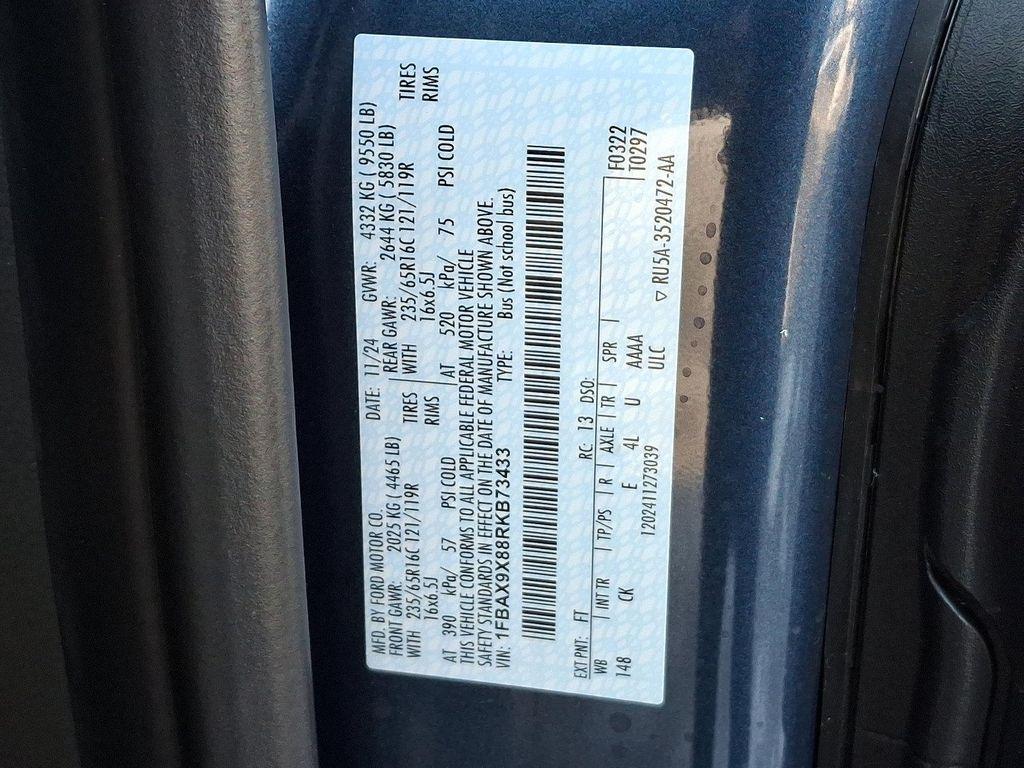 MFD. BY FORD MOTOR CO. DATE: 11/24 GVWR: 4332 KG ( 9550 LB)
FRONT GAWR: 2025 KG ( 4465 LB) REAR GAWR: 2644 KG ( 5830 LB)
WITH 235/65R16C 121/119R TIRES WITH 235/65R16C 121/119R TIRES
16x6.5J RIMS 16x6.5J RIMS
AT 390 kPa/ 57 PSI COLD AT 520 kPa/ 75 PSI COLD
THIS VEHICLE CONFORMS TO ALL APPLICABLE FEDERAL MOTOR VEHICLE
SAFETY STANDARDS IN EFFECT ON THE DATE OF MANUFACTURE SHOWN ABOVE.
VIN: 1FBAX9X88RKB73433 TYPE: Bus (Not school bus)
EXT PNT: FT RC: 13 DSO:
WB | INT TR | TP/PS | R | AXLE | TR | SPR | F0322
148 CK E 4L U AAAA T0297
1202411273039 ULC
▽ RU5A-3520472-AA